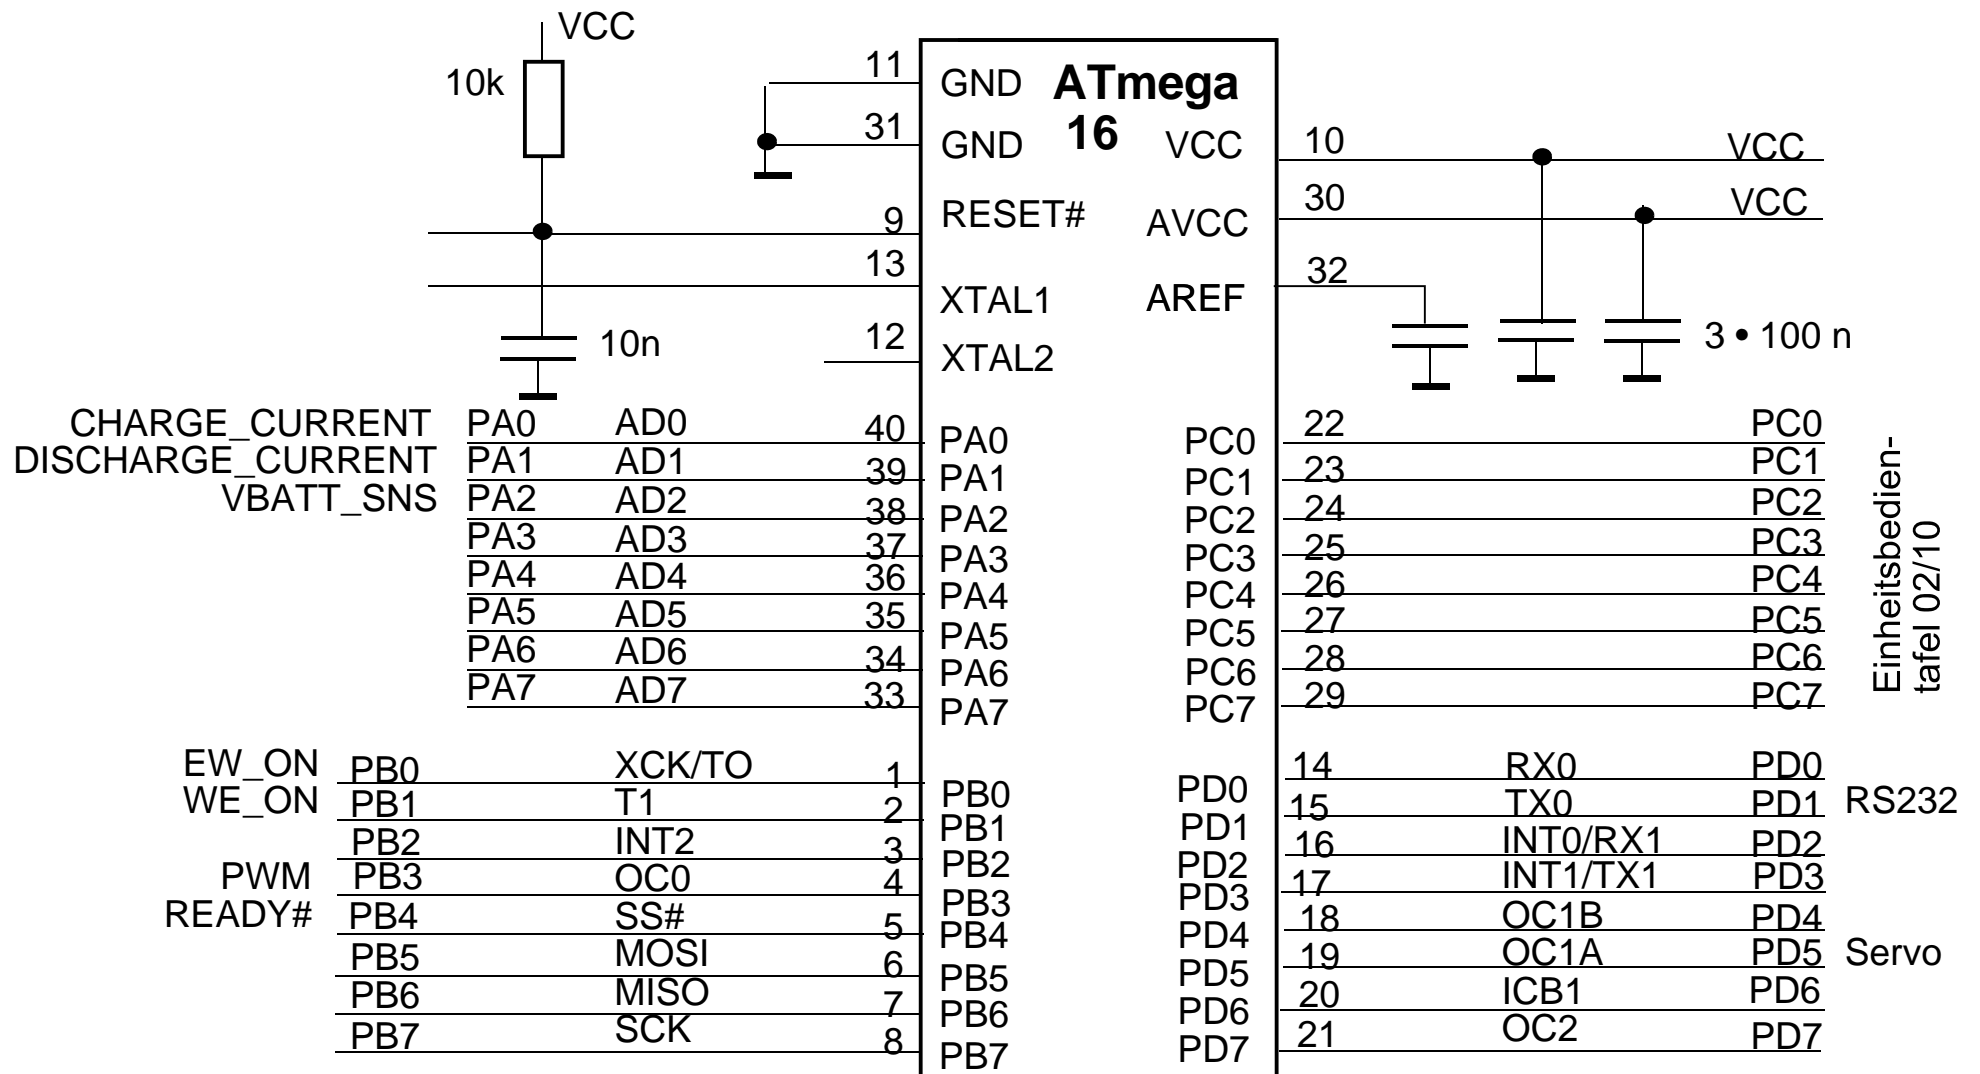 VCC
10k
11
GND
ATmega
16
31
GND
VCC
10
VCC
9
RESET#
AVCC
30
VCC
13
XTAL1
AREF
32
10n
12
XTAL2
3 • 100 n
CHARGE_CURRENT PA0 AD0 40 PA0 PC0 22 PC0
DISCHARGE_CURRENT PA1 AD1 39 PA1 PC1 23 PC1
VBATT_SNS PA2 AD2 38 PA2 PC2 24 PC2
PA3 AD3 37 PA3 PC3 25 PC3
PA4 AD4 36 PA4 PC4 26 PC4
PA5 AD5 35 PA5 PC5 27 PC5
PA6 AD6 34 PA6 PC6 28 PC6
PA7 AD7 33 PA7 PC7 29 PC7
Einheitsbedien-
tafel 02/10
EW_ON PB0 XCK/TO 1 PB0 PD0 14 RX0 PD0
WE_ON PB1 T1 2 PB1 PD1 15 TX0 PD1 RS232
PB2 INT2 3 PB2 PD2 16 INT0/RX1 PD2
PWM PB3 OC0 4 PB3 PD3 17 INT1/TX1 PD3
READY# PB4 SS# 5 PB4 PD4 18 OC1B PD4
PB5 MOSI 6 PB5 PD5 19 OC1A PD5 Servo
PB6 MISO 7 PB6 PD6 20 ICB1 PD6
PB7 SCK 8 PB7 PD7 21 OC2 PD7